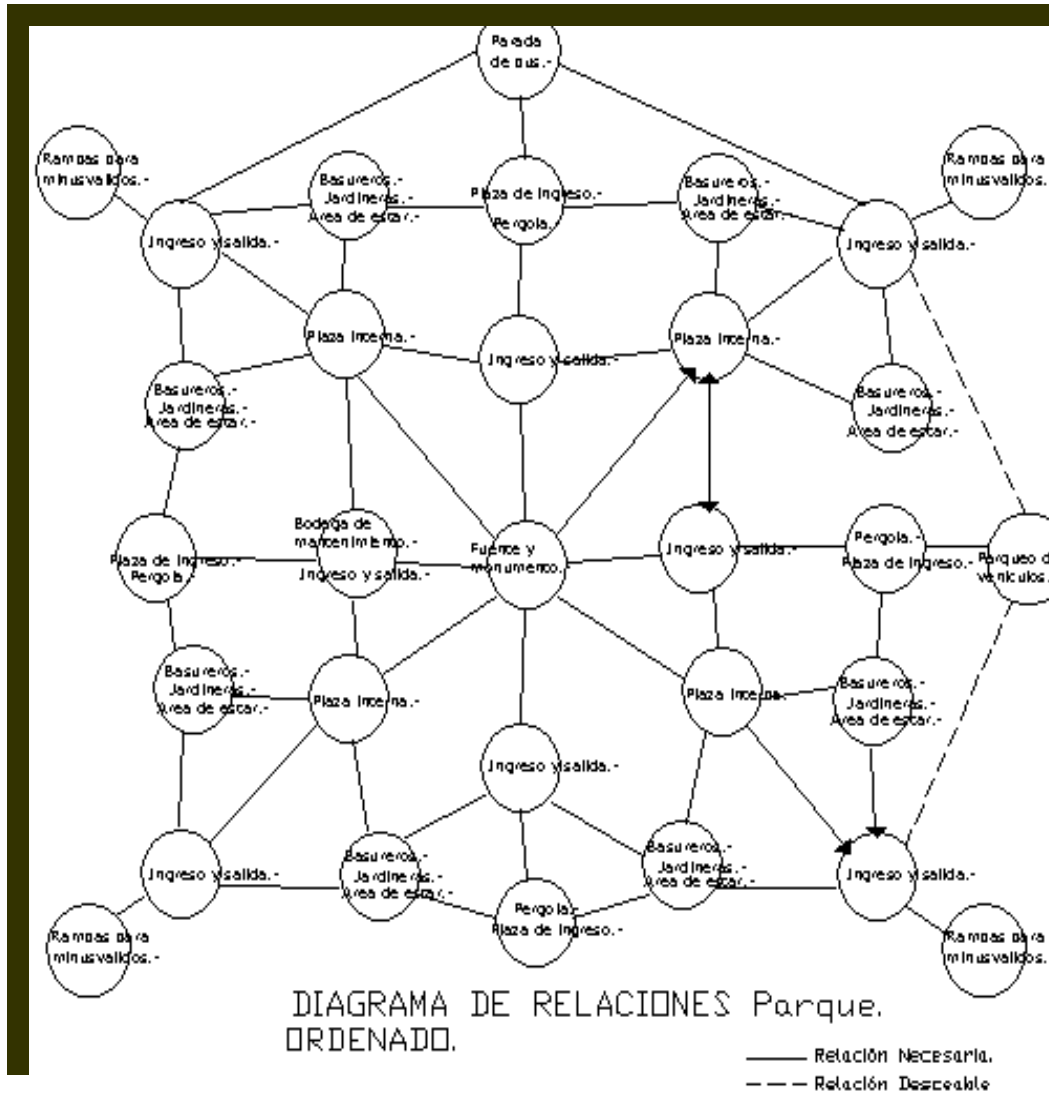 Parada
de bus.-
Rampas para
minusvalidos.-
Basureros.-
Jardineras.-
Area de estar.-
Plaza de Ingreso.-
Pergola.-
Basureros.-
Jardineras.-
Area de estar.-
Rampas para
minusvalidos.
Ingreso y salida.-
Ingreso y salida.-
Plaza Interna.-
Ingreso y salida.-
Plaza Interna.-
Basureros.-
Jardineras.-
Area de estar.-
Basureros.-
Jardineras.-
Area de estar.-
Plaza de Ingreso.-
Pergola.
Bodega de
mantenimiento.-
Ingreso y salida.-
Fuente y
monumento.
Ingreso y salida.-
Pergola.-
Plaza de Ingreso.-
Parqueo d
vehiculos.
Basureros.-
Jardineras.-
Area de estar.-
Plaza Interna.-
Plaza Interna.
Basureros.-
Jardineras.-
Area de estar.-
Ingreso y salida.-
Ingreso y salida.-
Basureros.-
Jardineras.-
Area de estar.-
Basureros.-
Jardineras.-
Area de estar.-
Ingreso y salida.-
Rampas para
minusvalidos.-
Pergola.-
Plaza de Ingreso.-
Rampas para
minusvalidos.
DIAGRAMA DE RELACIONES Parque.
ORDENADO.
Relación Necesaria.
Relación Deseable